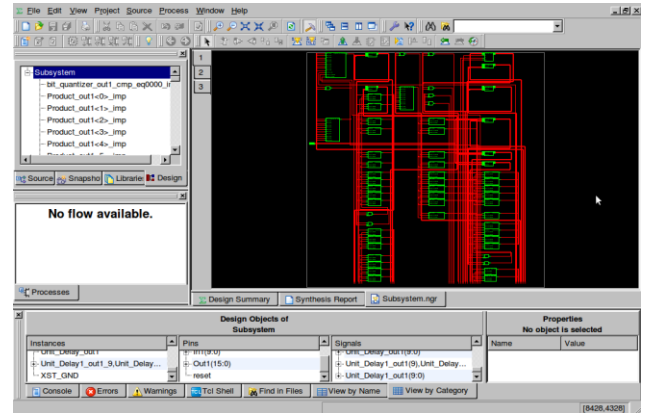 File Edit View Project Source Process Window Help
1
2
3
Subsystem
bit_quantizer_out1_cmp_eq0000_i
Product_out1<0>_imp
Product_out1<1>_imp
Product_out1<2>_imp
Product_out1<3>_imp
Product_out1<4>_imp
Source Snapsho Libraries Design
No flow available.
Processes
Design Summary Synthesis Report Subsystem.ngr
Design Objects of
Subsystem
Properties
No object is selected
Instances Pins Signals Name Value
Unit_Delay_out1 In1(9:0) Unit_Delay_out1(9:0)
Unit_Delay1_out1_9,Unit_Delay... Out1(15:0) Unit_Delay1_out1(9),Unit_Delay...
XST_GND reset Unit_Delay1_out1(9:0)
Console Errors Warnings Tcl Shell Find in Files View by Name View by Category
[8428,4328]